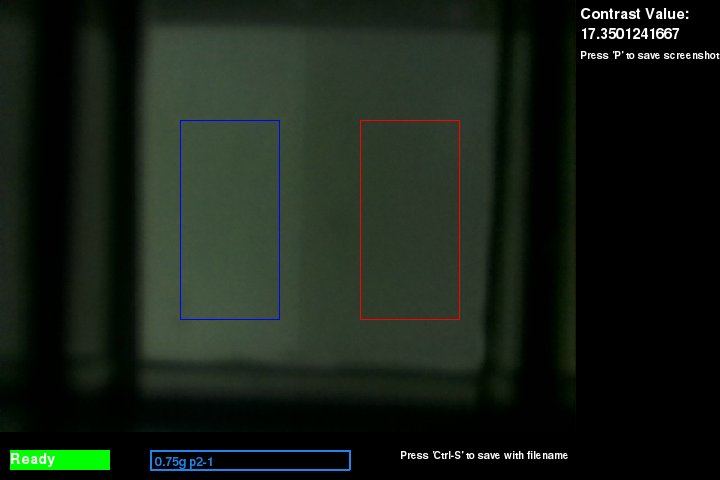 Contrast Value:
17.3501241667
Press 'P' to save screenshot
Ready
0.75g p2-1
Press 'Ctrl-S' to save with filename